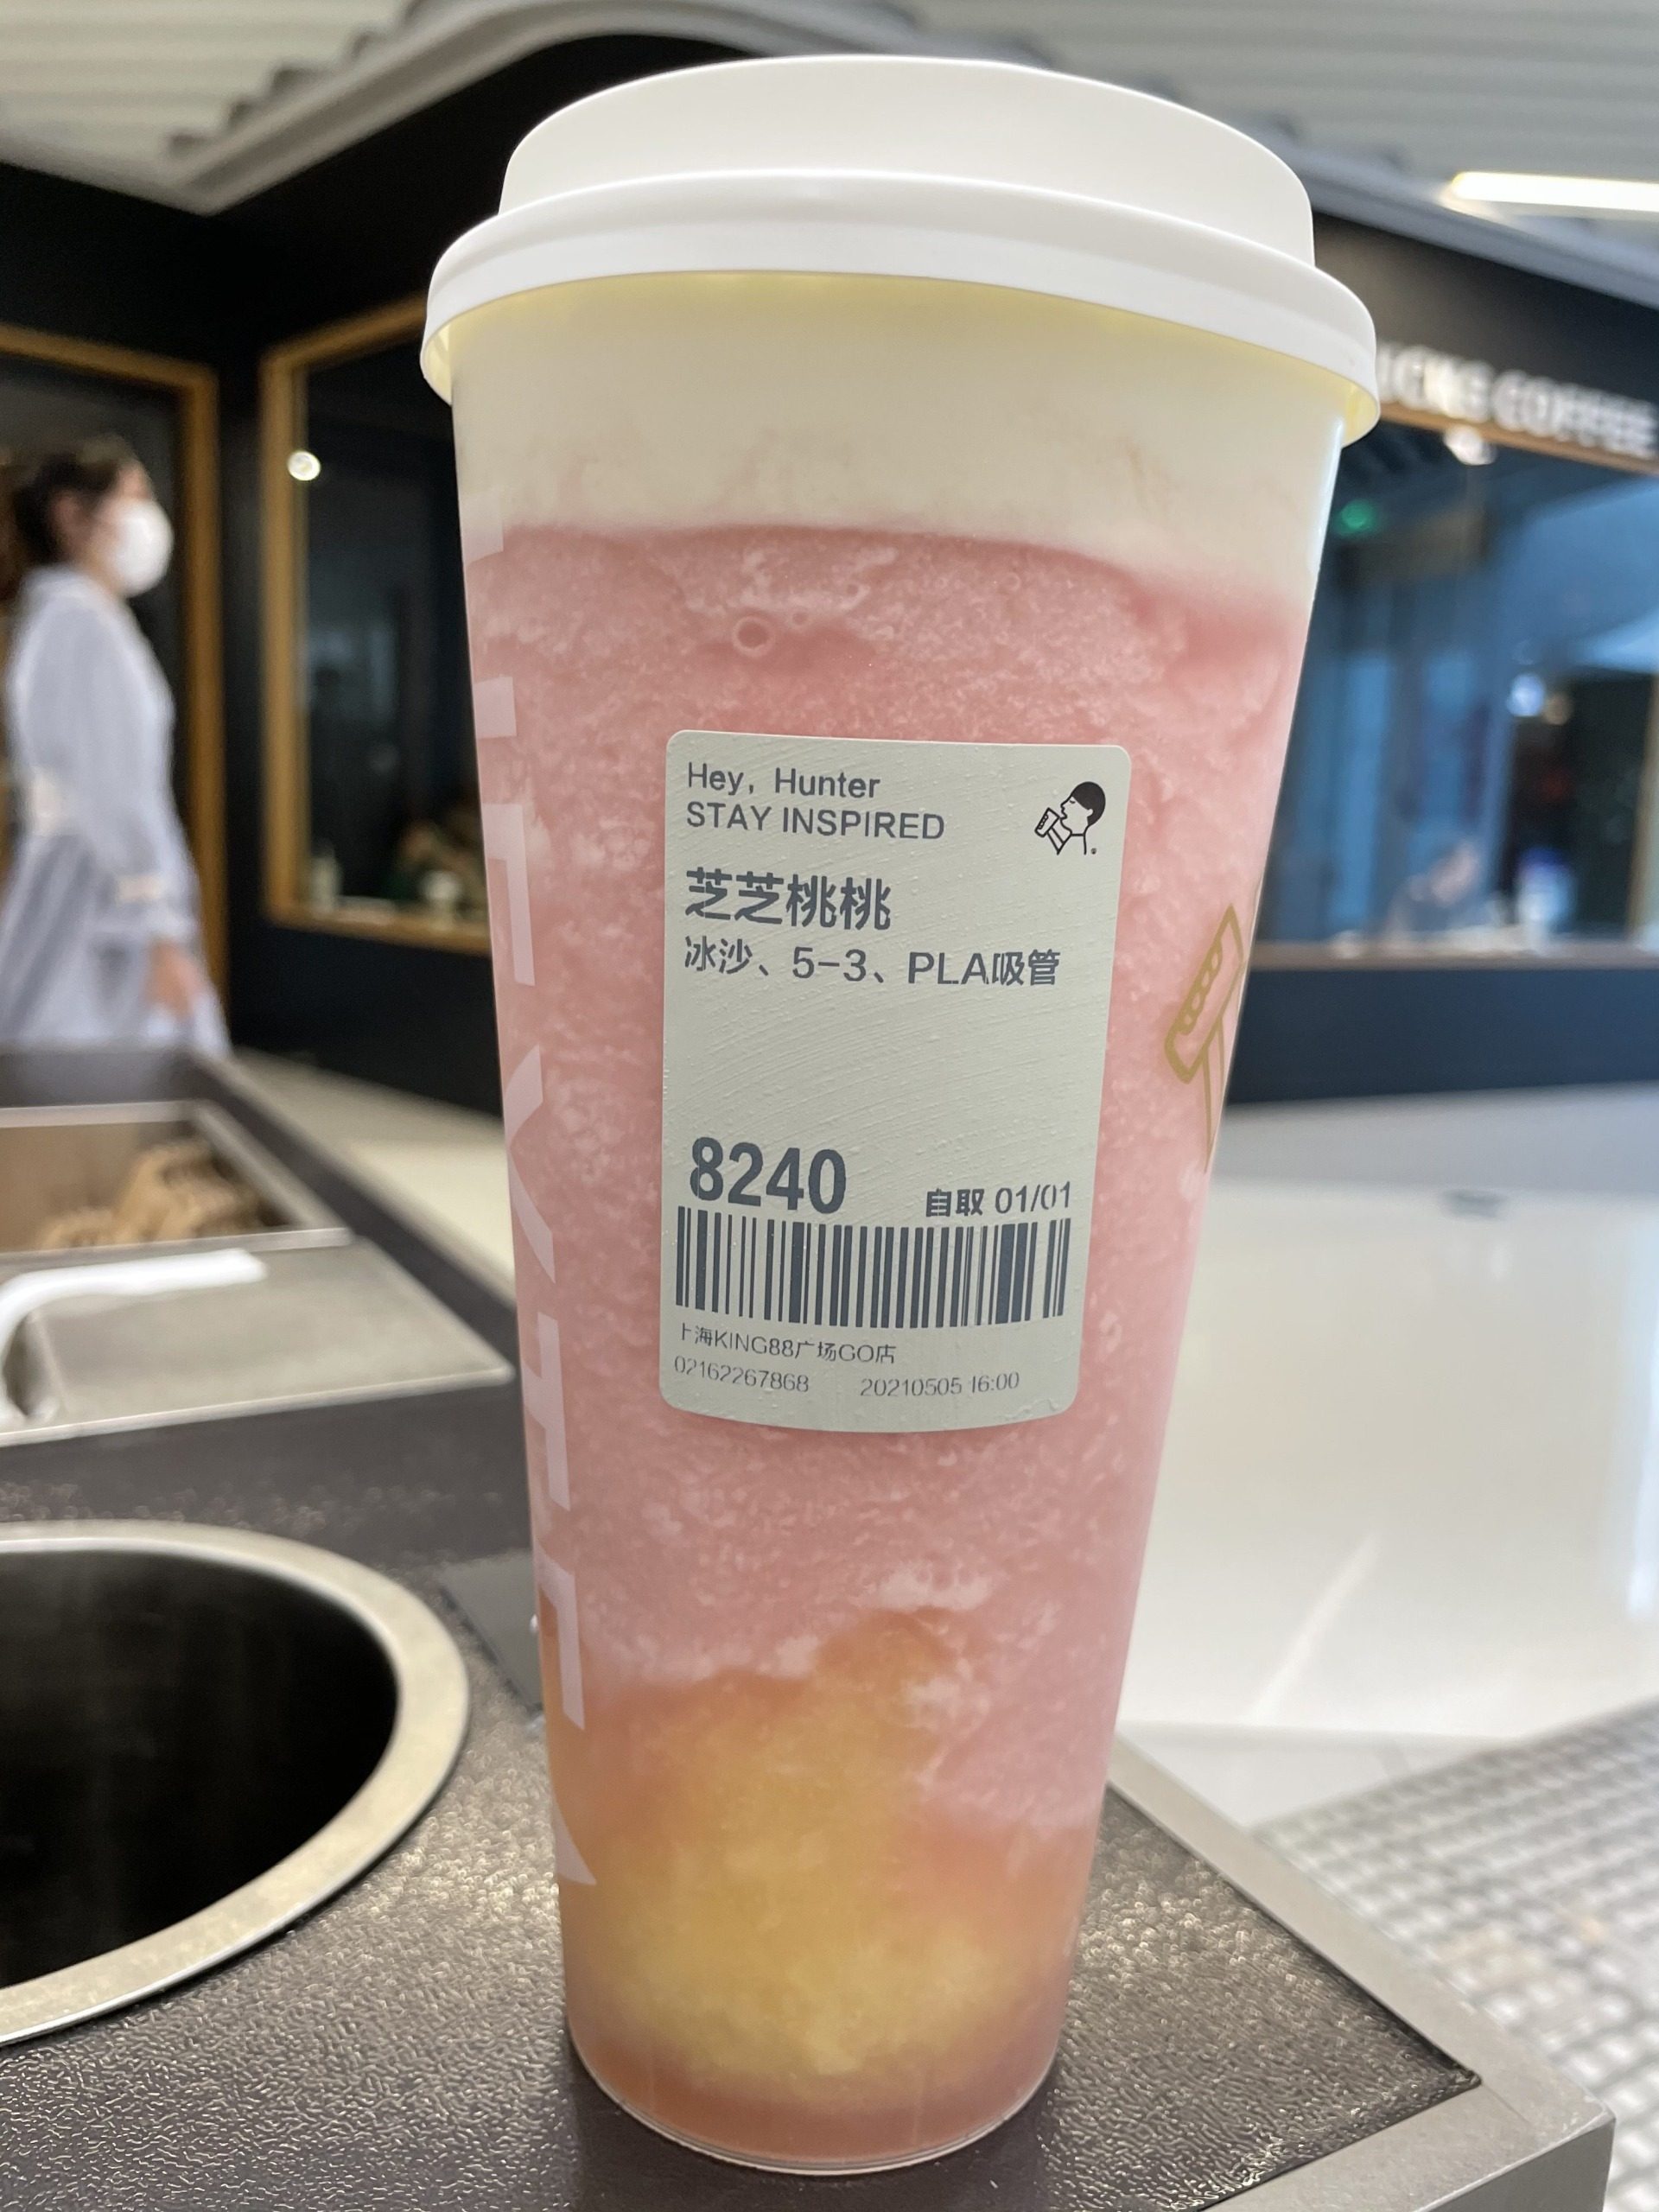 COFFEE
HEYTEA
Hey, Hunter
STAY INSPIRED
芝芝桃桃
冰沙、5-3、PLA吸管
8240
自取 01/01
上海KING88广场GO店
02162267868 20210505 16:00